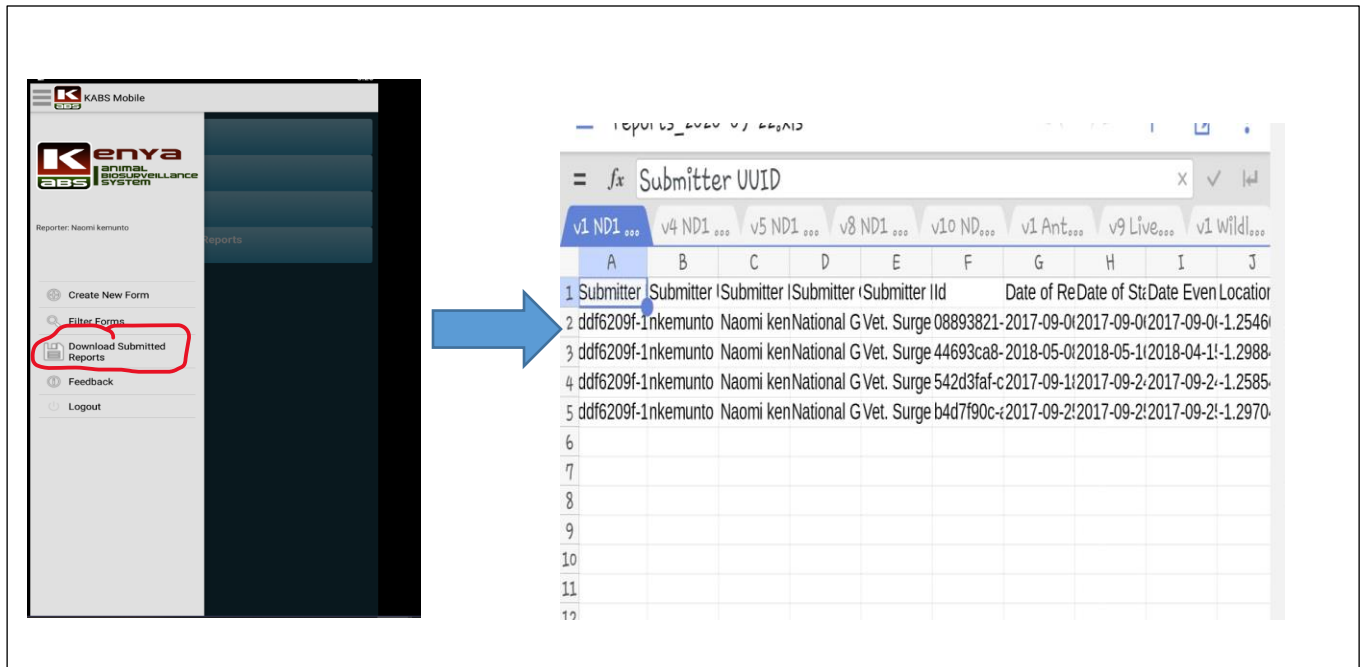 KABS Mobile
Kenya
ANIMAL
ABS BIOSURVEILLANCE
SYSTEM
Reporter: Naomi kemunto
Reports
Create New Form
Filter Forms
Download Submitted
Reports
Feedback
Logout
= fx Submitter UUID
v1 ND1 ... v4 ND1 ... v5 ND1 ... v8 ND1 ... v10 ND... v1 Ant... v9 Live... v1 Wildl...
A B C D E F G H I J
1 Submitter Submitter Submitter Submitter Submitter Id Date of Re Date of Sta Date Even Location
2 ddf6209f-1 nkemunto Naomi ken National G Vet. Surge 08893821- 2017-09-0 2017-09-0 2017-09-0 -1.2546
3 ddf6209f-1 nkemunto Naomi ken National G Vet. Surge 44693ca8- 2018-05-0 2018-05-1 2018-04-1 -1.2988
4 ddf6209f-1 nkemunto Naomi ken National G Vet. Surge 542d3faf-c 2017-09-1 2017-09-2 2017-09-2 -1.2585
5 ddf6209f-1 nkemunto Naomi ken National G Vet. Surge b4d7f90c- 2017-09-2 2017-09-2 2017-09-2 -1.2970
6
7
8
9
10
11
12